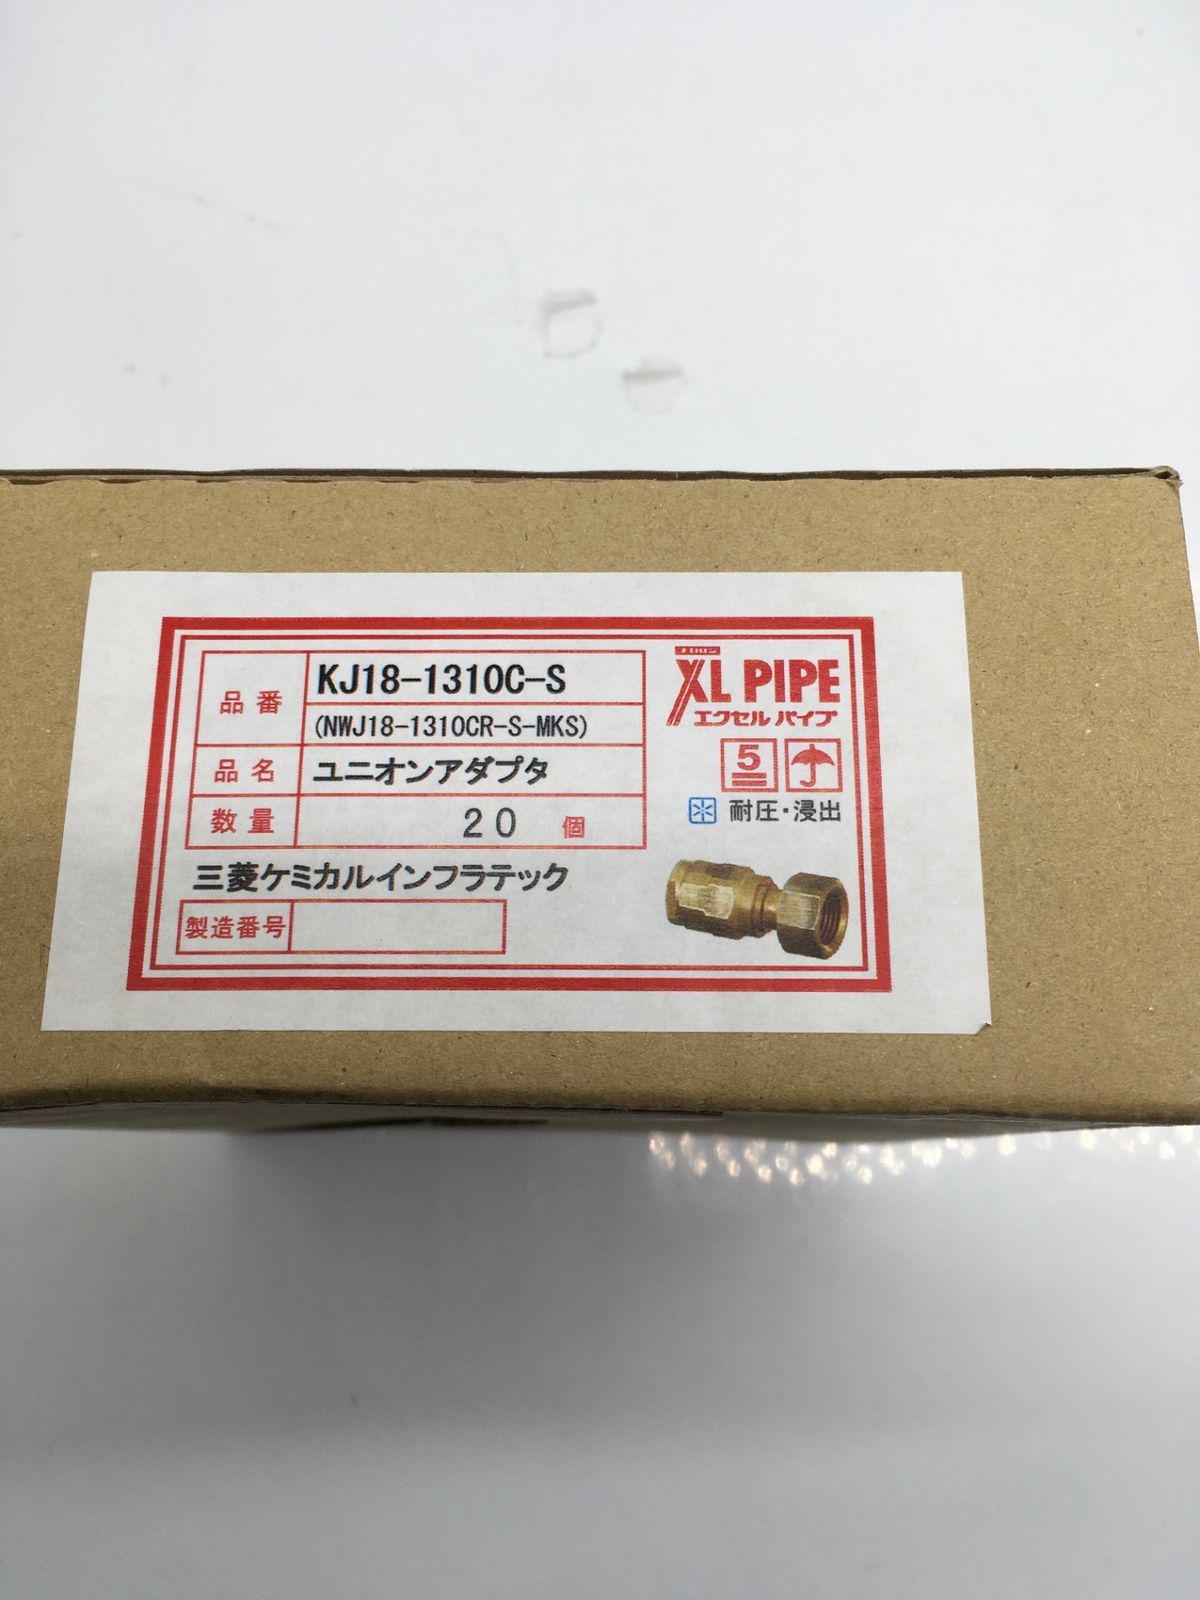 品番 KJ18-1310C-S
(NWJ18-1310CR-S-MKS)
品名 ユニオンアダプタ
数量 20 個
三菱ケミカルインフラテック
製造番号
XL PIPE
エクセルパイプ
5
耐圧・浸出